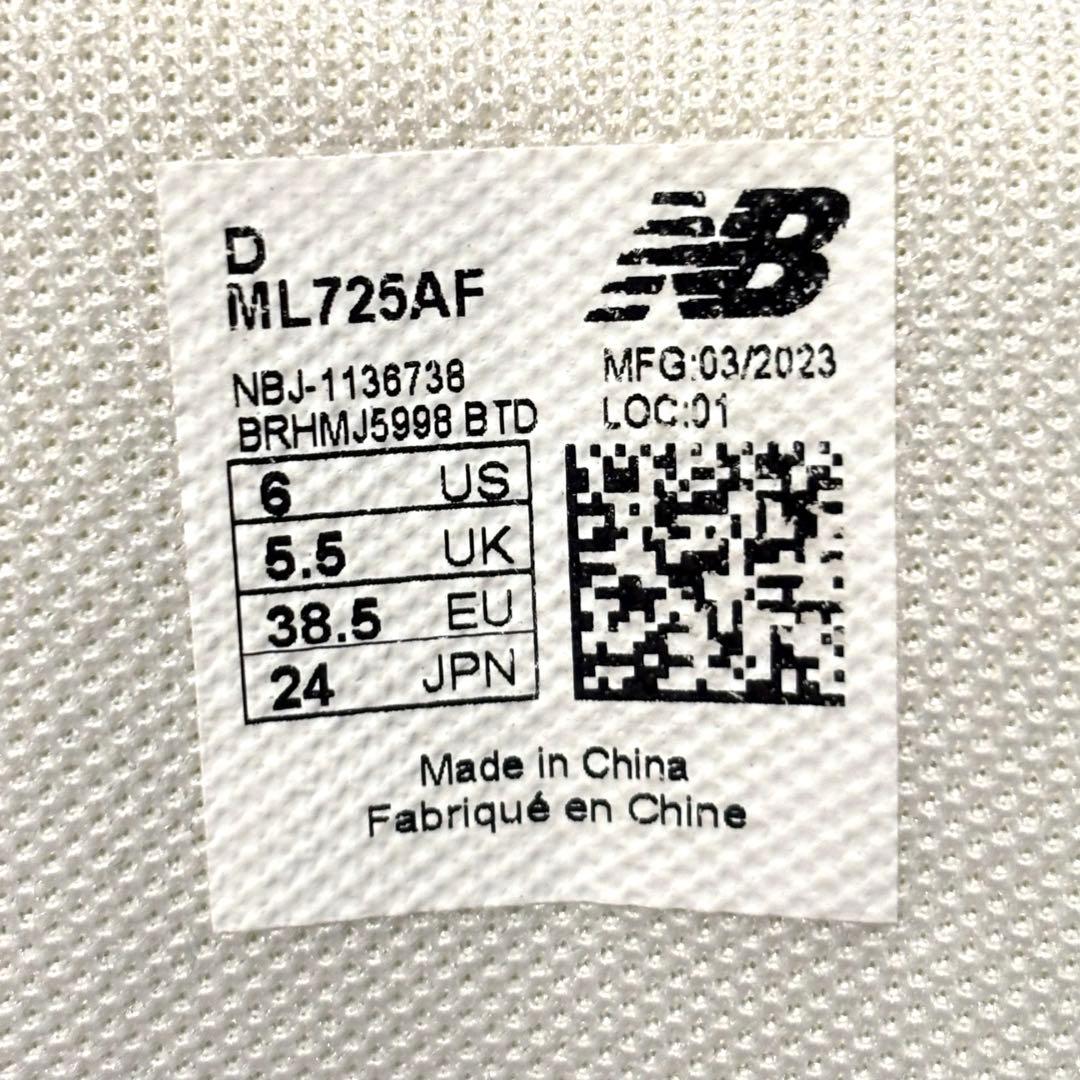 D
ML725AF
NB
NBJ-1136738
BRHMJ5998 BTD
MFG:03/2023
LOC:01
6 US
5.5 UK
38.5 EU
24 JPN
Made in China
Fabriqué en Chine